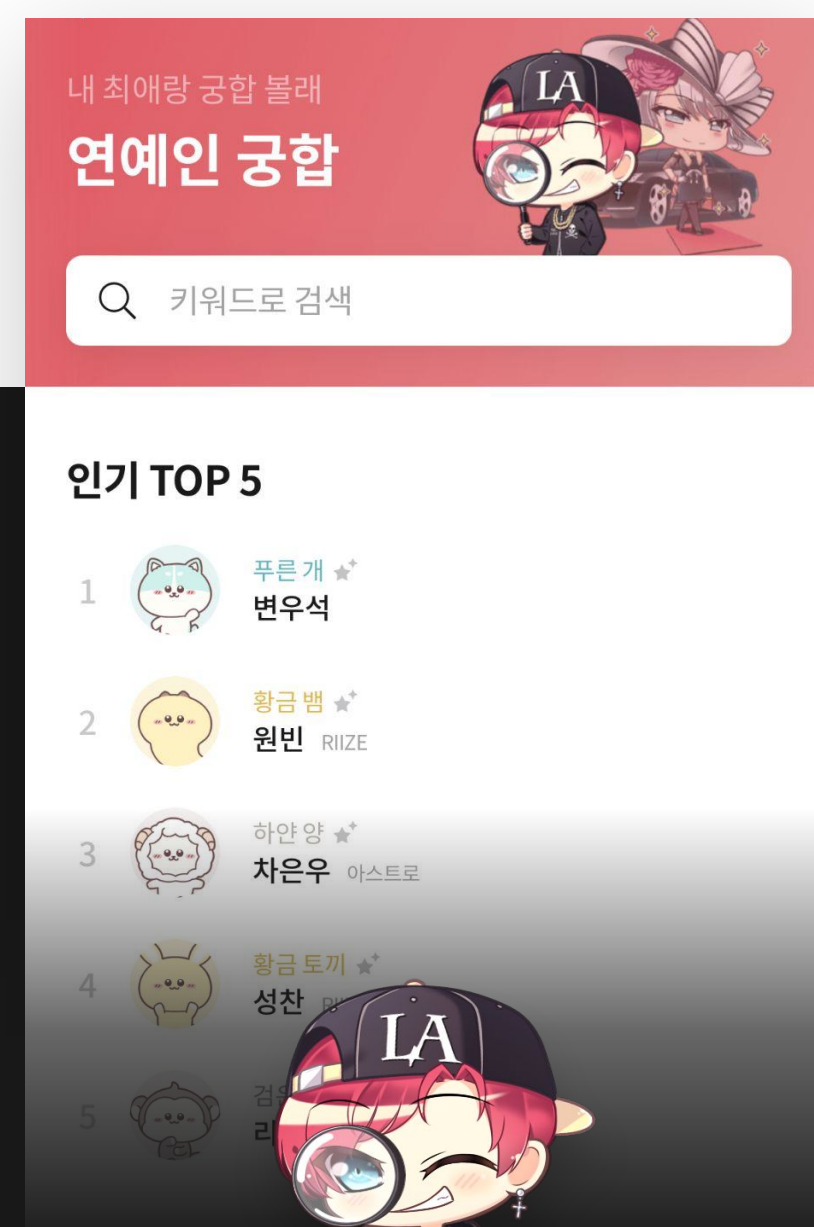 내 최애랑 궁합 볼래
연예인 궁합
LA
키워드로 검색
인기 TOP 5
1
푸른 개
변우석
2
황금 뱀
원빈 RIIZE
3
하얀 양
차은우 아스트로
4
황금 토끼
성찬
LA
5